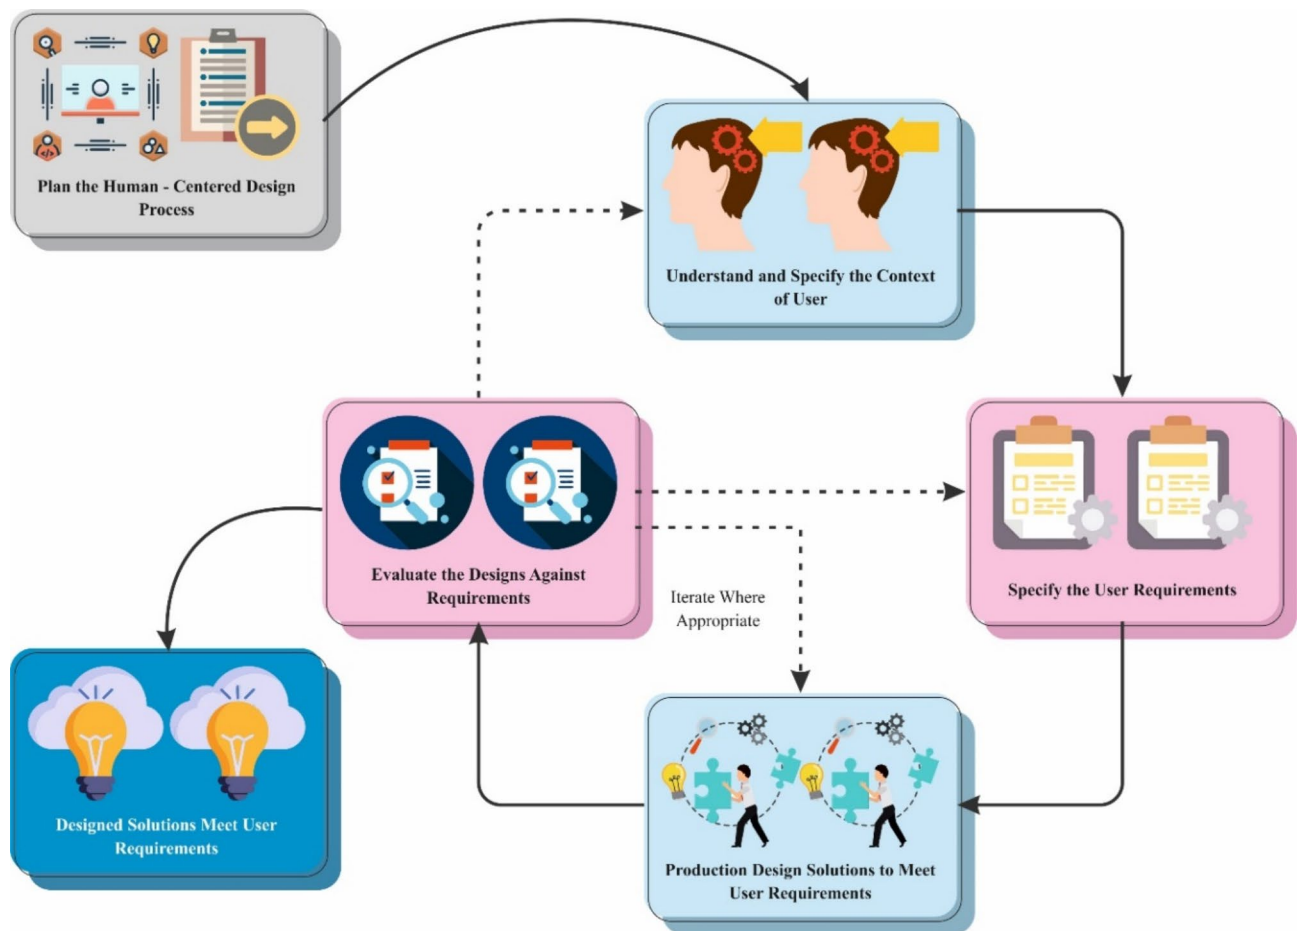 Plan the Human - Centered Design
Process
Understand and Specify the Context
of User
Evaluate the Designs Against
Requirements
Iterate Where
Appropriate
Specify the User Requirements
Designed Solutions Meet User
Requirements
Production Design Solutions to Meet
User Requirements